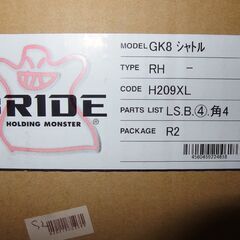 BRIDE
HOLDING MONSTER
MODEL GK8 シャトル
TYPE RH -
CODE H209XL
PARTS LIST L.S.B.④.角4
PACKAGE R2
4560459224858